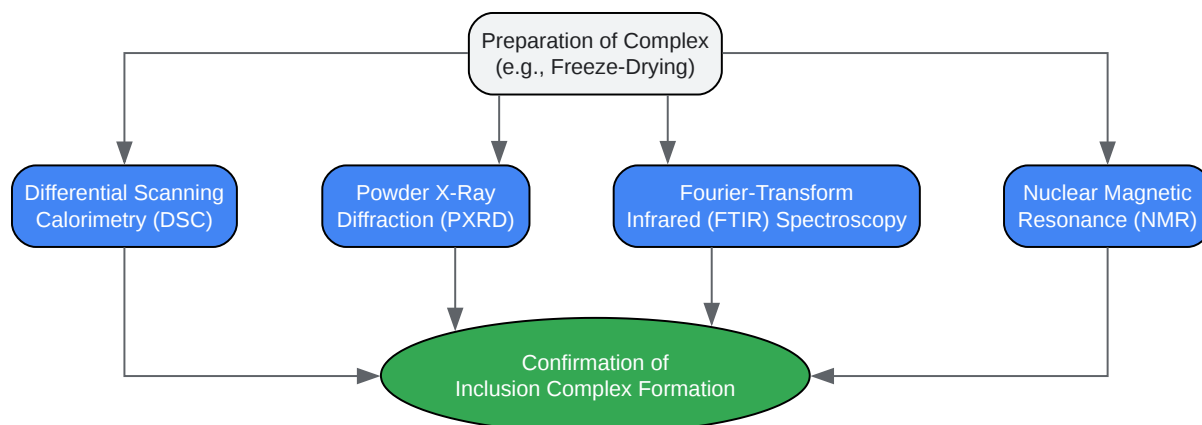 Preparation of Complex
(e.g., Freeze-Drying)
Differential Scanning
Calorimetry (DSC)
Powder X-Ray
Diffraction (PXRD)
Fourier-Transform
Infrared (FTIR) Spectroscopy
Nuclear Magnetic
Resonance (NMR)
Confirmation of
Inclusion Complex Formation